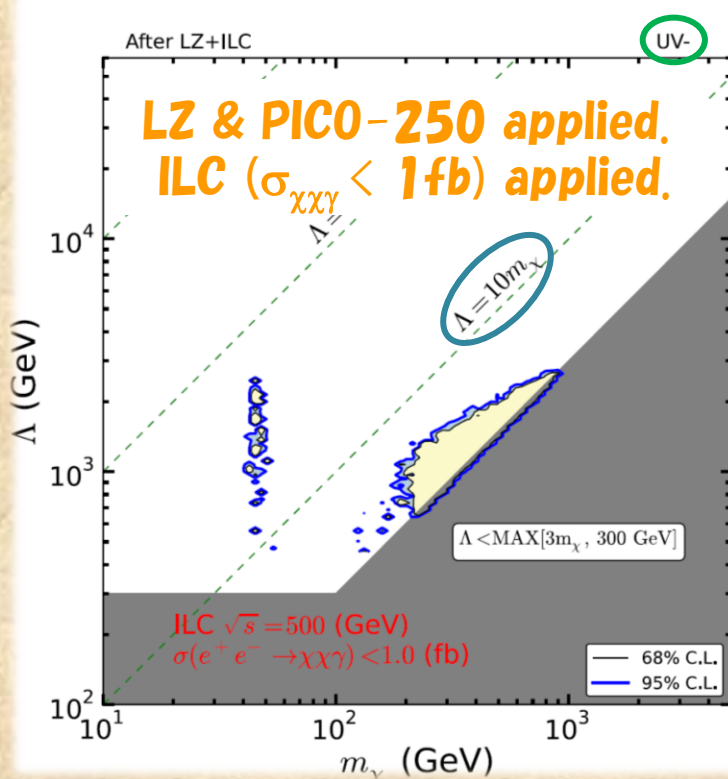 After LZ+ILC
UV-
LZ & PICO-250 applied.
ILC (σχχγ < 1fb) applied.
Λ=
Λ=10mχ
10⁴
Λ (GeV)
10³
Λ<MAX[3mχ, 300 GeV]
ILC √s=500 (GeV)
σ(e⁺e⁻→χχγ)<1.0 (fb)
68% C.L.
95% C.L.
10²
10¹ 10² 10³
mχ (GeV)